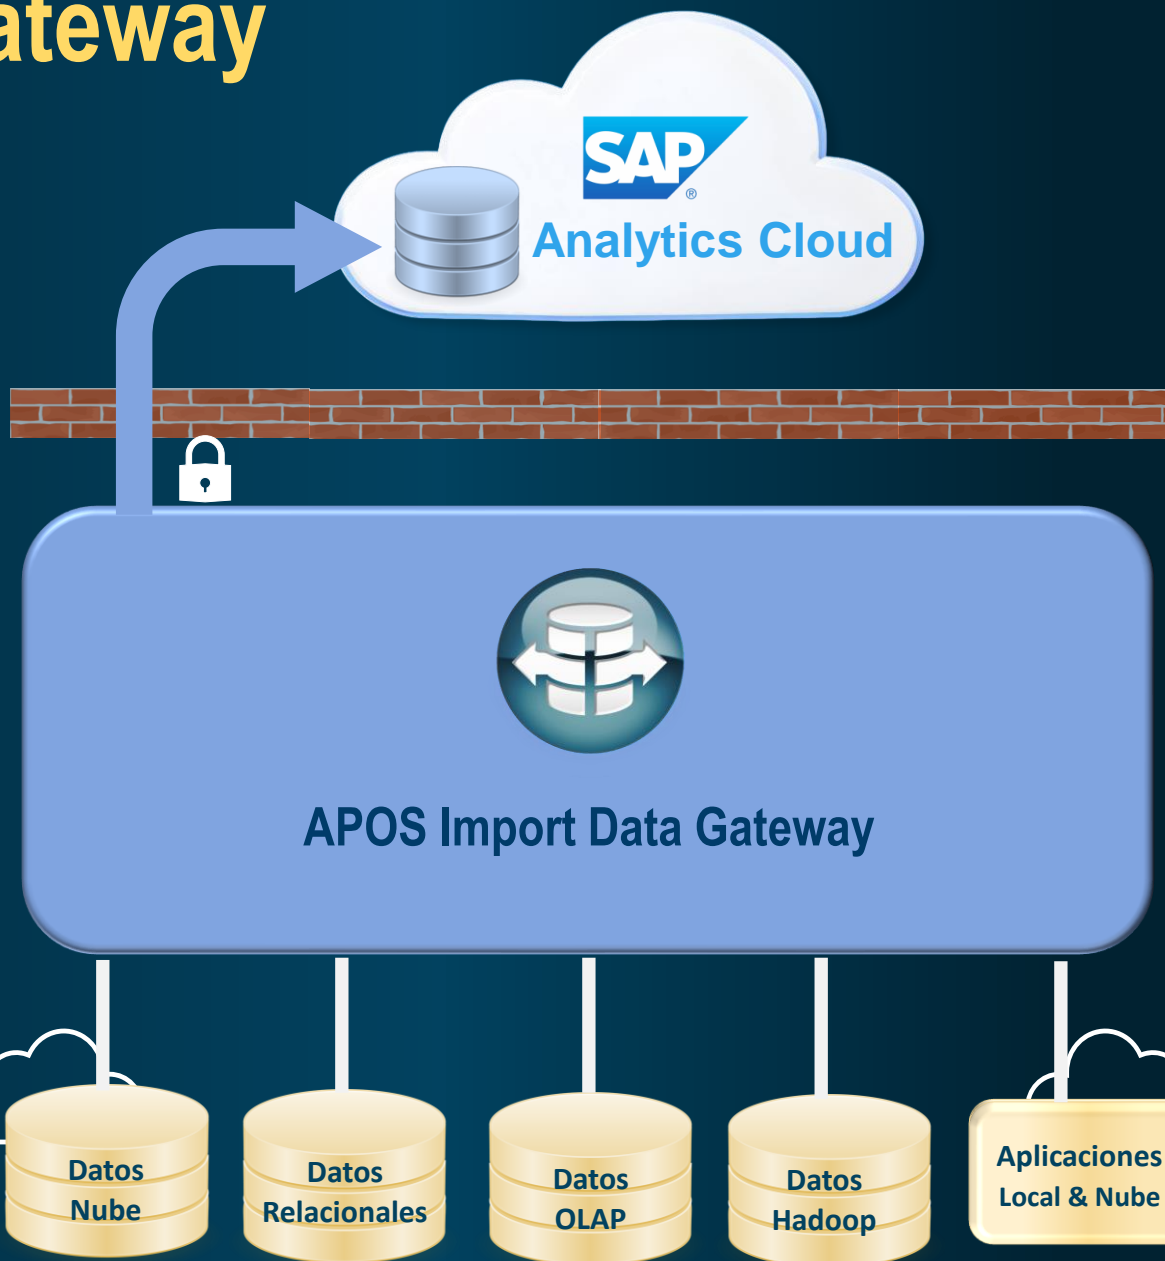 ateway
SAP
®
Analytics Cloud
APOS Import Data Gateway
Datos
Nube
Datos
Relacionales
Datos
OLAP
Datos
Hadoop
Aplicaciones
Local & Nube